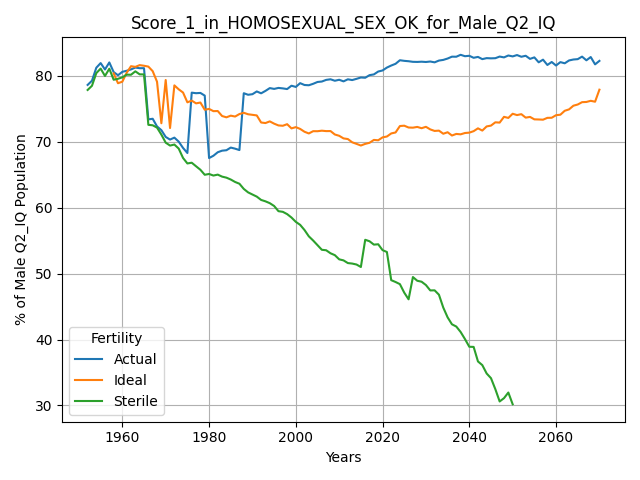 Score_1_in_HOMOSEXUAL_SEX_OK_for_Male_Q2_IQ
% of Male Q2_IQ Population
80
70
60
50
40
30
Fertility
Actual
Ideal
Sterile
1960 1980 2000 2020 2040 2060
Years